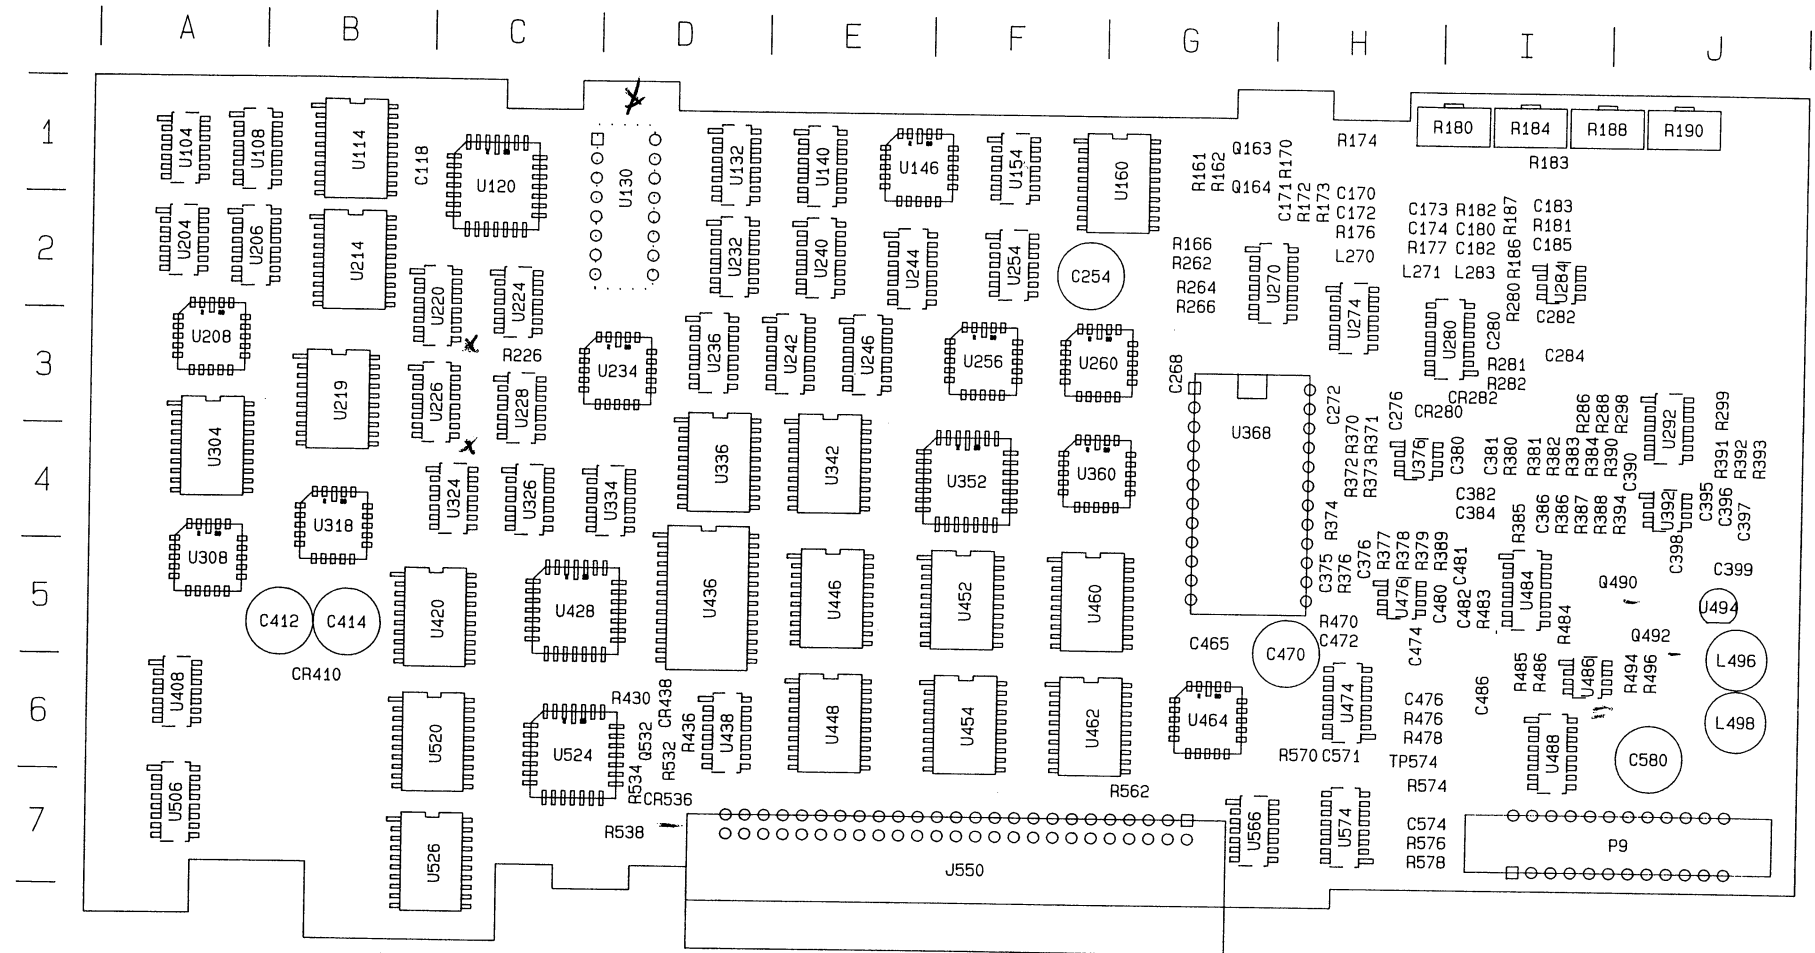 A B C D E F G H I J
1
U104 U108 U114 C118 U120 U130 U132 U140 U146 U154 U160 R161 R162 Q163 Q164 R170 R174 R180 R184 R188 R190
R183
2
U204 U206 U214 U232 U240 U244 U254 C254 C171 R172 R173 C170 C172 R176 L270
R166
R262
R264
R266
U270 U274
C173 R182 R187 C183
C174 C180 R181
R177 C182 R186 C185
L271 L283 R280 U284
C282
U220 U224
3
U208 U219 R226 U226 U228 U234 U236 U242 U246 U256 U260 C268 U280 C280 C284
R281
R282
CR282
CR280
C272 C276 R286 R288 R298 U292 R299
4
U304 U318 U324 U326 U334 U336 U342 U352 U360 U368
R370 R371 R372 R373 R374 U376 C380 C381 R380 R381 R382 R383 R384 R390 C390 R391 R392 R393
C382
C384
R385 C386 R386 R387 R388 R394 U392 C395 C396 C397
5
U308 C412 C414 U420 U428 U436 U446 U452 U460
C375 R376 C376 R377 R378 R379 R389 C481 U476 C480 C482 R483 U484 R484 Q490 C398 C399 U494
R470
C472
C465 C470 C474 Q492
CR410
6
U408 U520 U524 R430 CR438 Q532 R436 R532 R534 U438 U448 U454 U462 U464 U474
C476
R476
R478
C486 R485 R486 U486 R494 R496 L496
L498
U488 C580
R570 C571 TP574
R574
7
U506 U526 CR536 R538 R562 J550 U566 U574
C574
R576
R578
P9